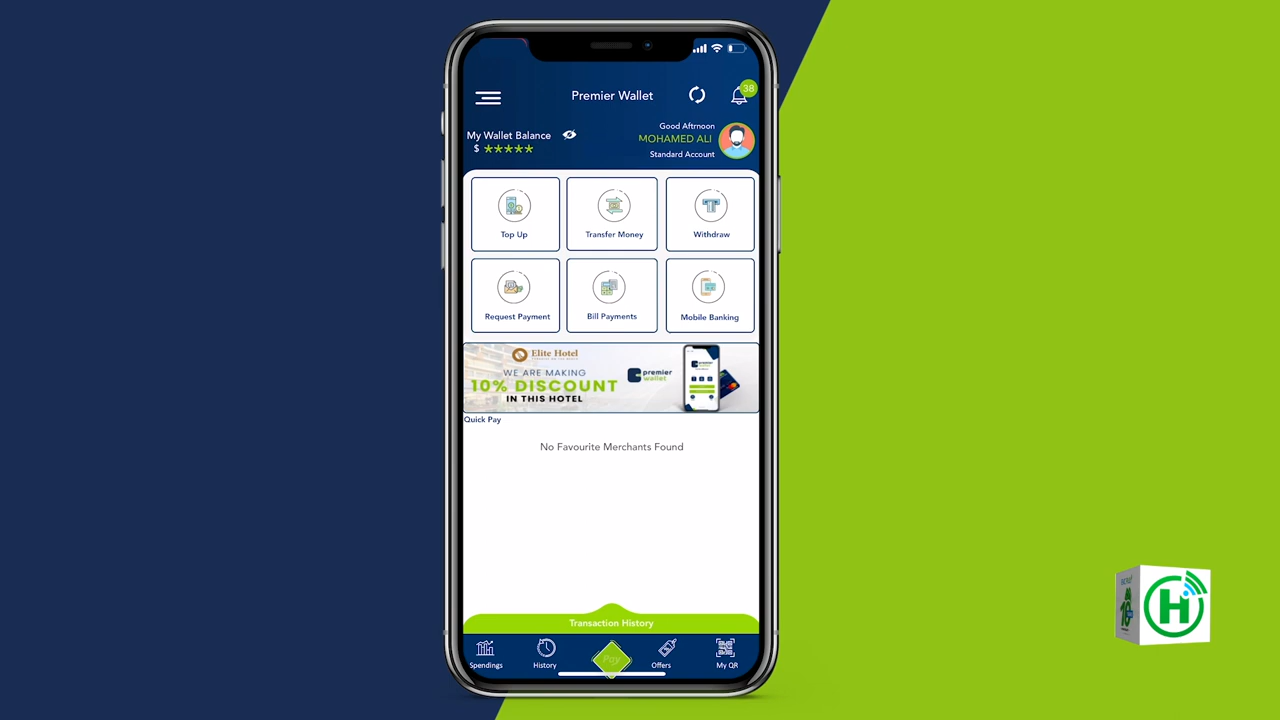 Premier Wallet
38
My Wallet Balance
$ *****
Good Aftrnoon
MOHAMED ALI
Standard Account
Top Up
Transfer Money
Withdraw
Request Payment
Bill Payments
Mobile Banking
Elite Hotel
WE ARE MAKING
10% DISCOUNT
IN THIS HOTEL
premier
wallet
Quick Pay
No Favourite Merchants Found
Transaction History
Spendings
History
Pay
Offers
My QR
H
10